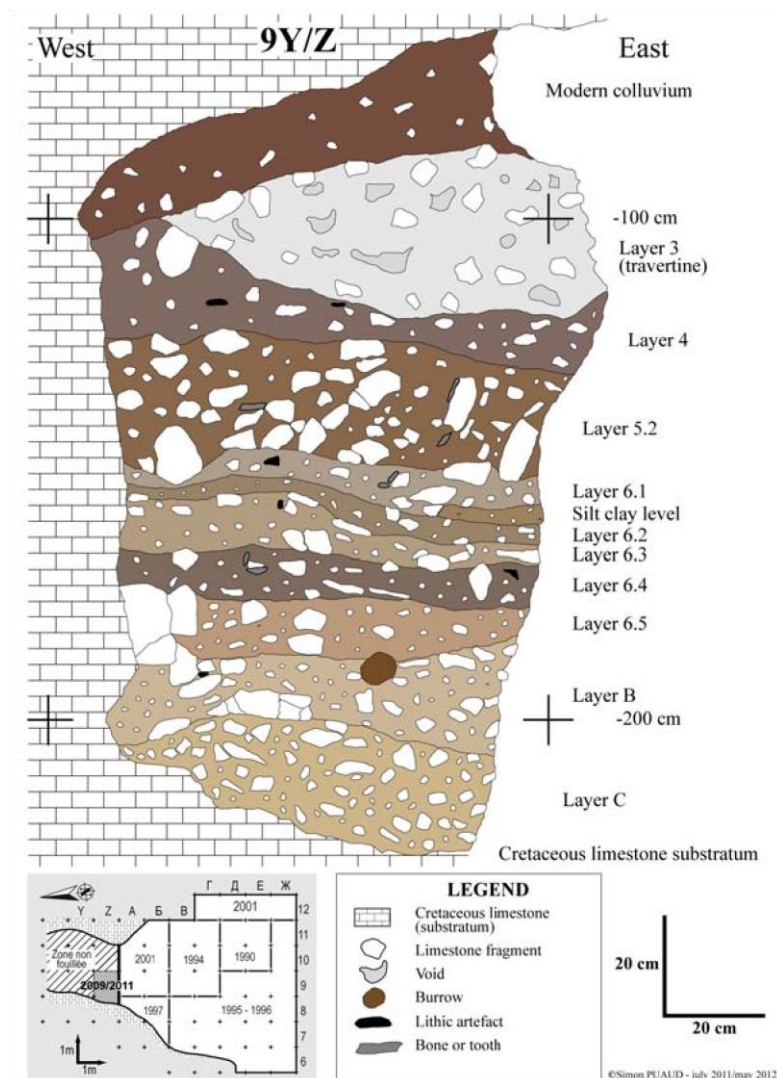 West
9Y/Z
East
Modern colluvium
-100 cm
Layer 3
(travertine)
Layer 4
Layer 5.2
Layer 6.1
Silt clay level
Layer 6.2
Layer 6.3
Layer 6.4
Layer 6.5
Layer B
-200 cm
Layer C
Cretaceous limestone substratum
Г Д Е Ж
Y Z А Б В
2001
12
11
10
9
8
7
6
Zone non
fouillée
2001
1994
1990
2009/2011
1997
1995 - 1996
1m
1m
LEGEND
Cretaceous limestone
(substratum)
Limestone fragment
Void
Burrow
Lithic artefact
Bone or tooth
20 cm
20 cm
©Simon PUAUD - july 2011/may 2012